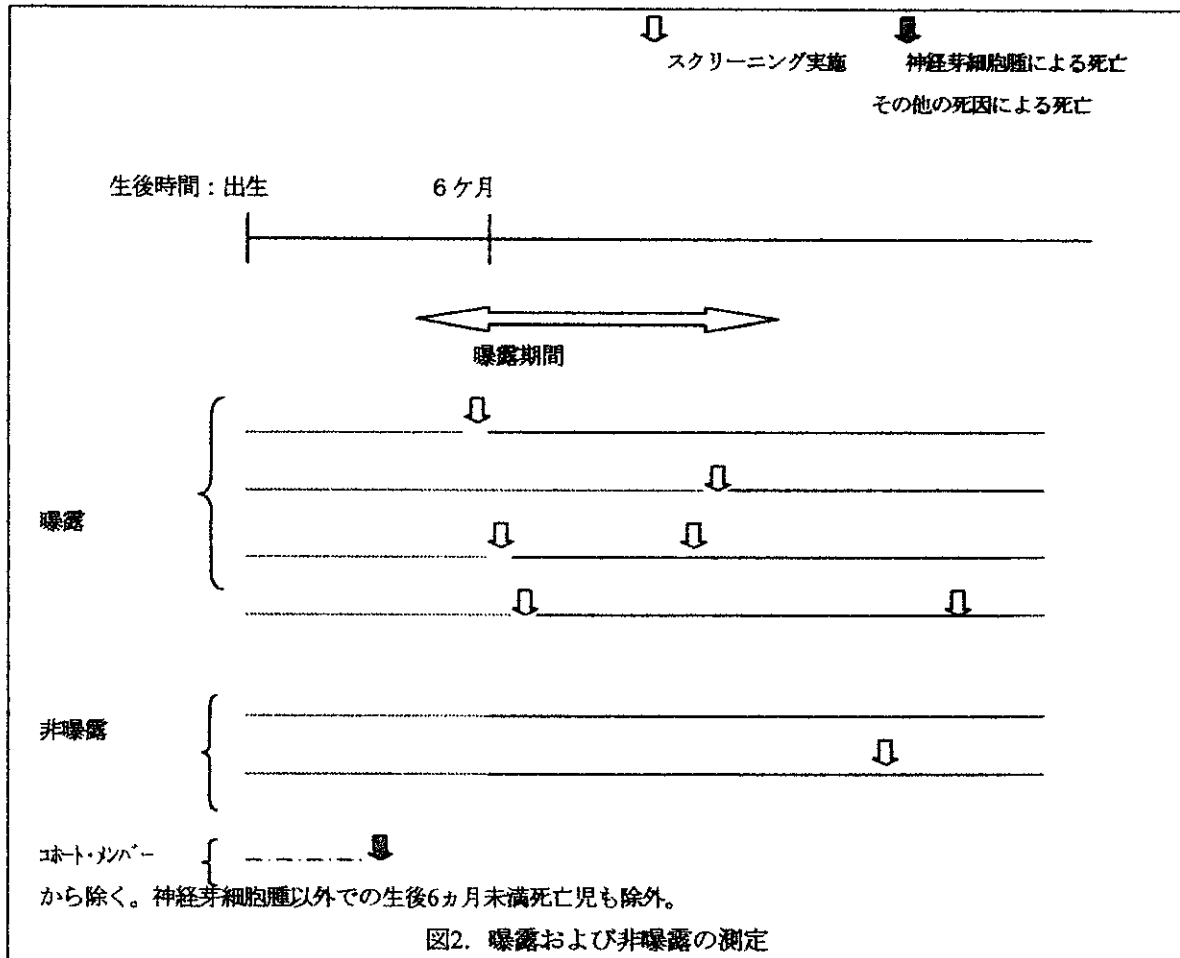 スクリーニング実施 神経芽細胞腫による死亡
その他の死因による死亡
生後時間：出生 6ケ月
曝露期間
曝露
非曝露
コホート・メンバー
から除く。神経芽細胞腫以外での生後6ヵ月未満死亡児も除外。
図2. 曝露および非曝露の測定